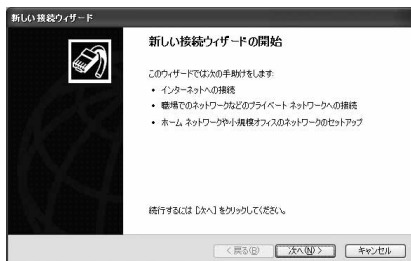 新しい接続ウィザード
新しい接続ウィザードの開始
このウィザードでは次の手助けをします:
• インターネットへの接続
• 職場でのネットワークなどのプライベート ネットワークへの接続
• ホーム ネットワークや小規模オフィスのネットワークのセットアップ
続行するには [次へ] をクリックしてください。
< 戻る(B) 次へ(N) > キャンセル